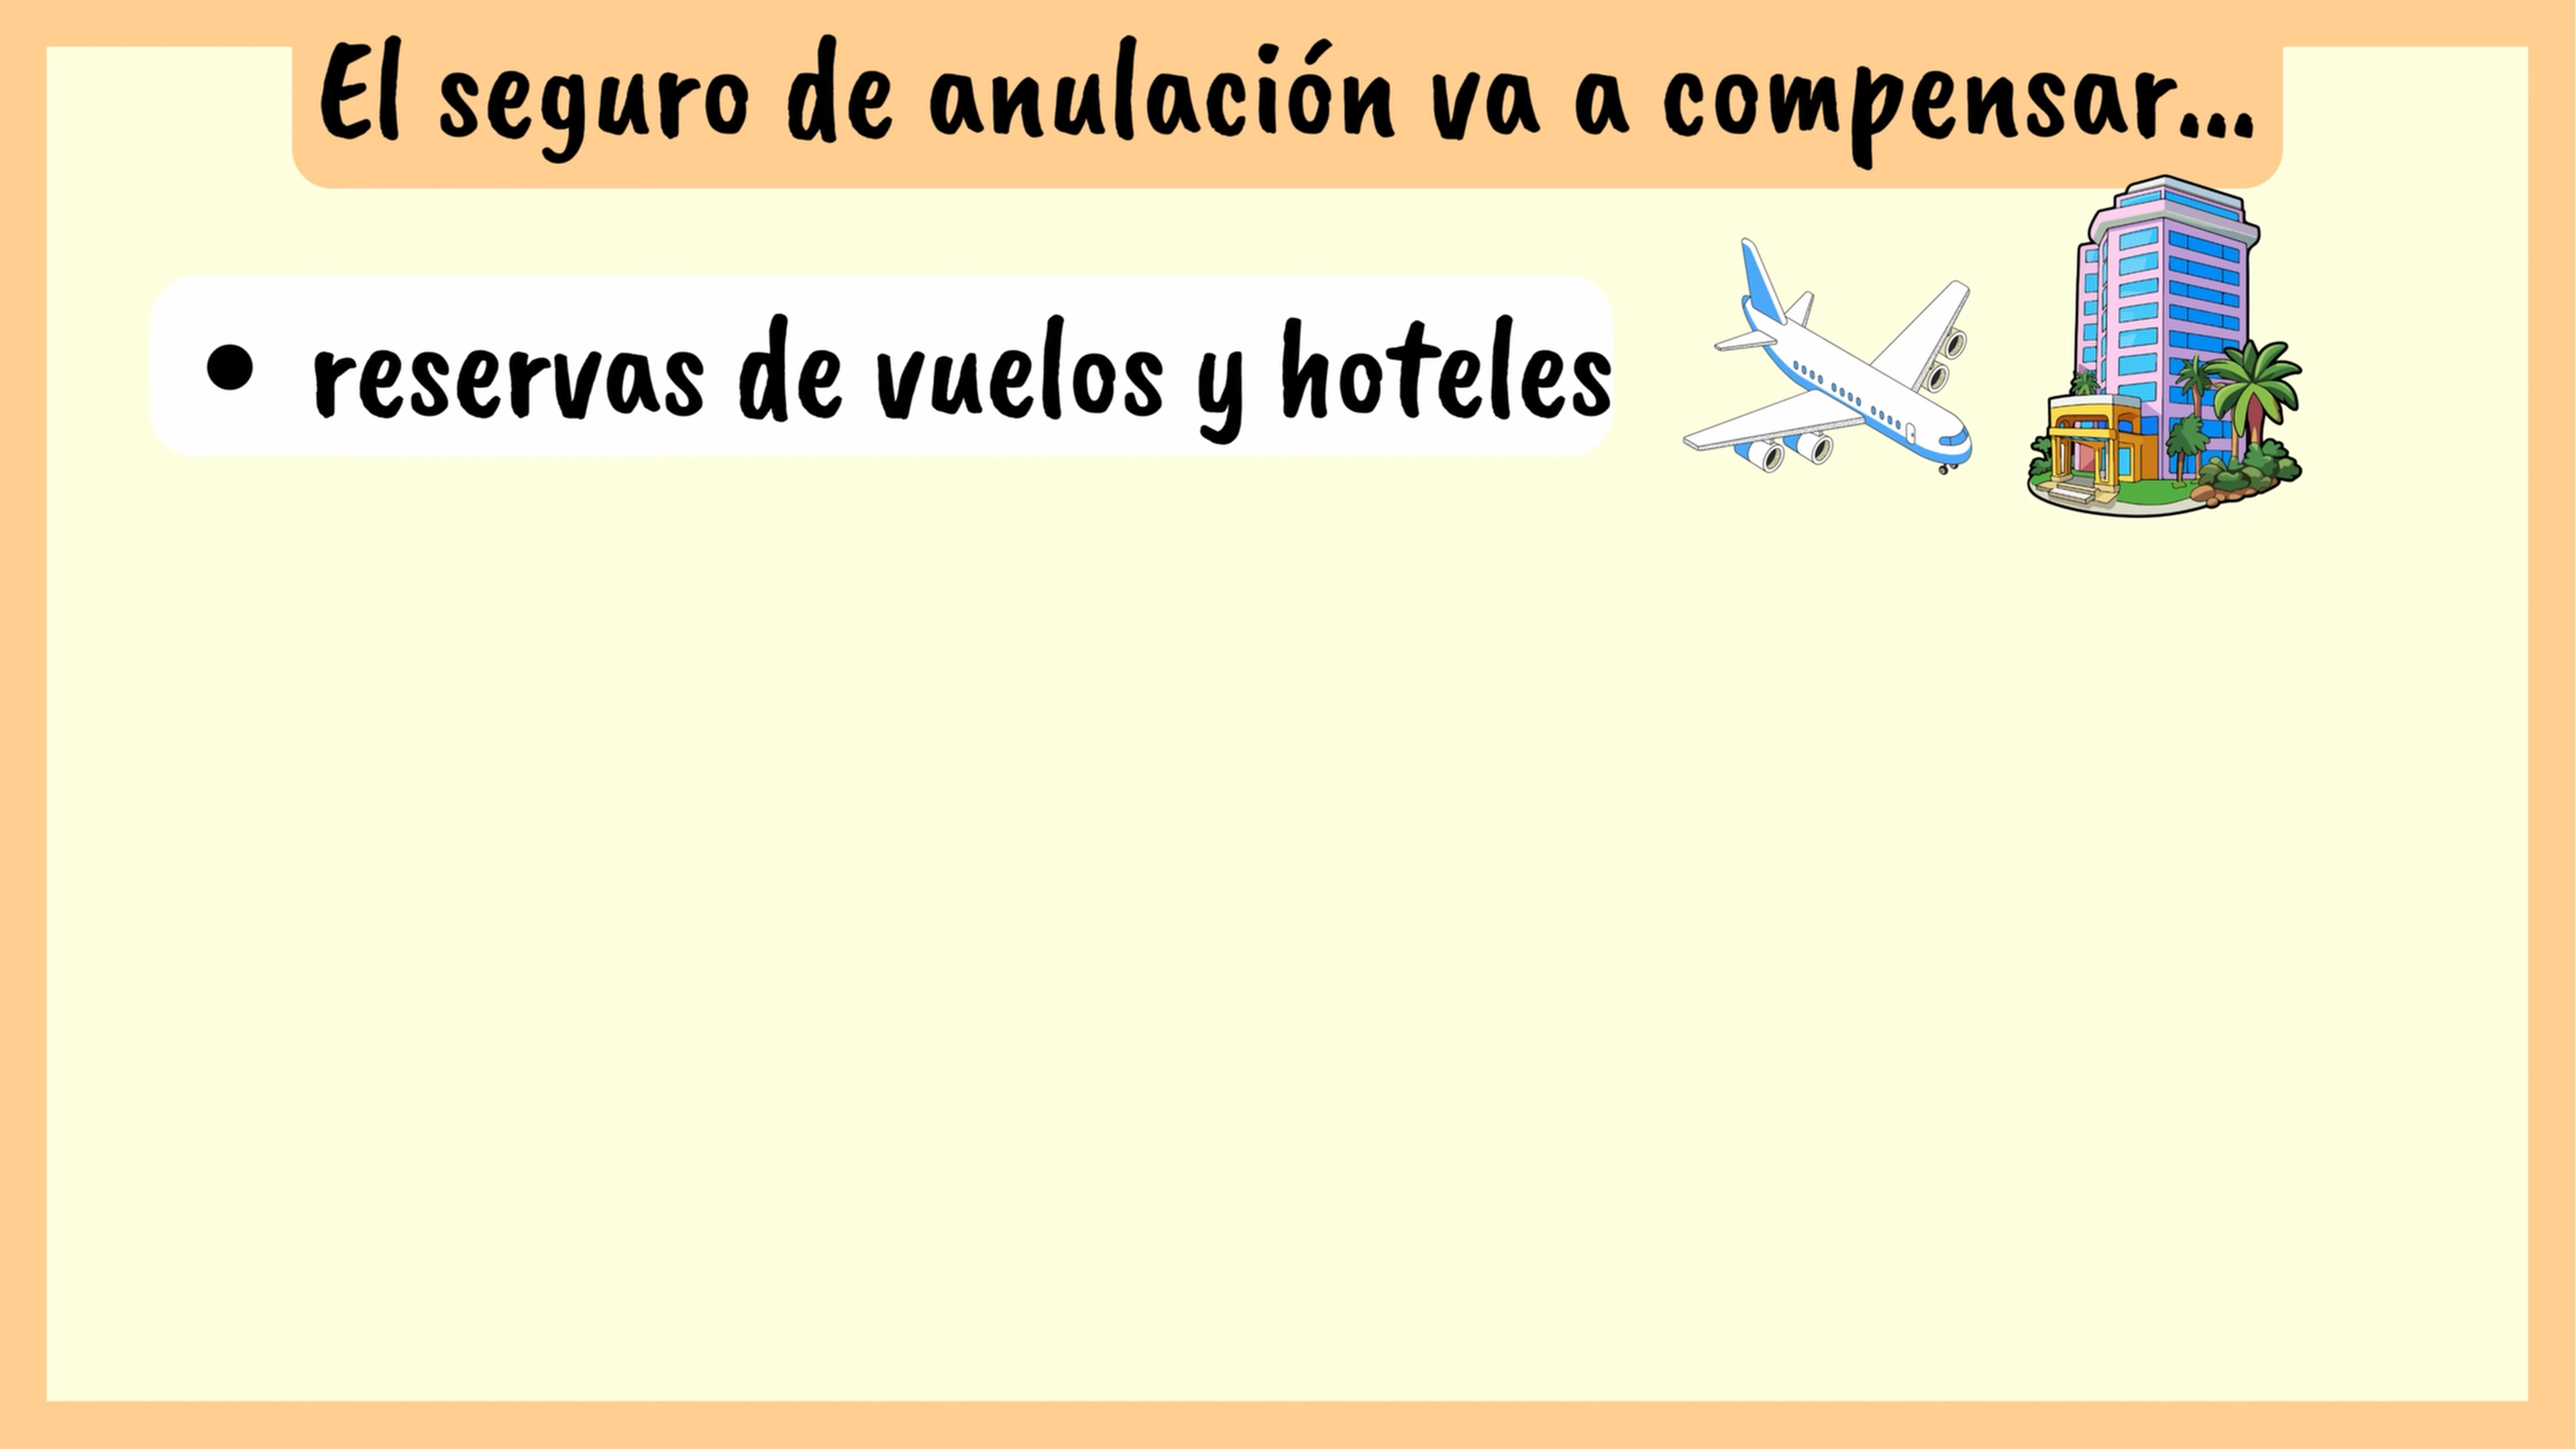 El seguro de anulación va a compensar...
• reservas de vuelos y hoteles